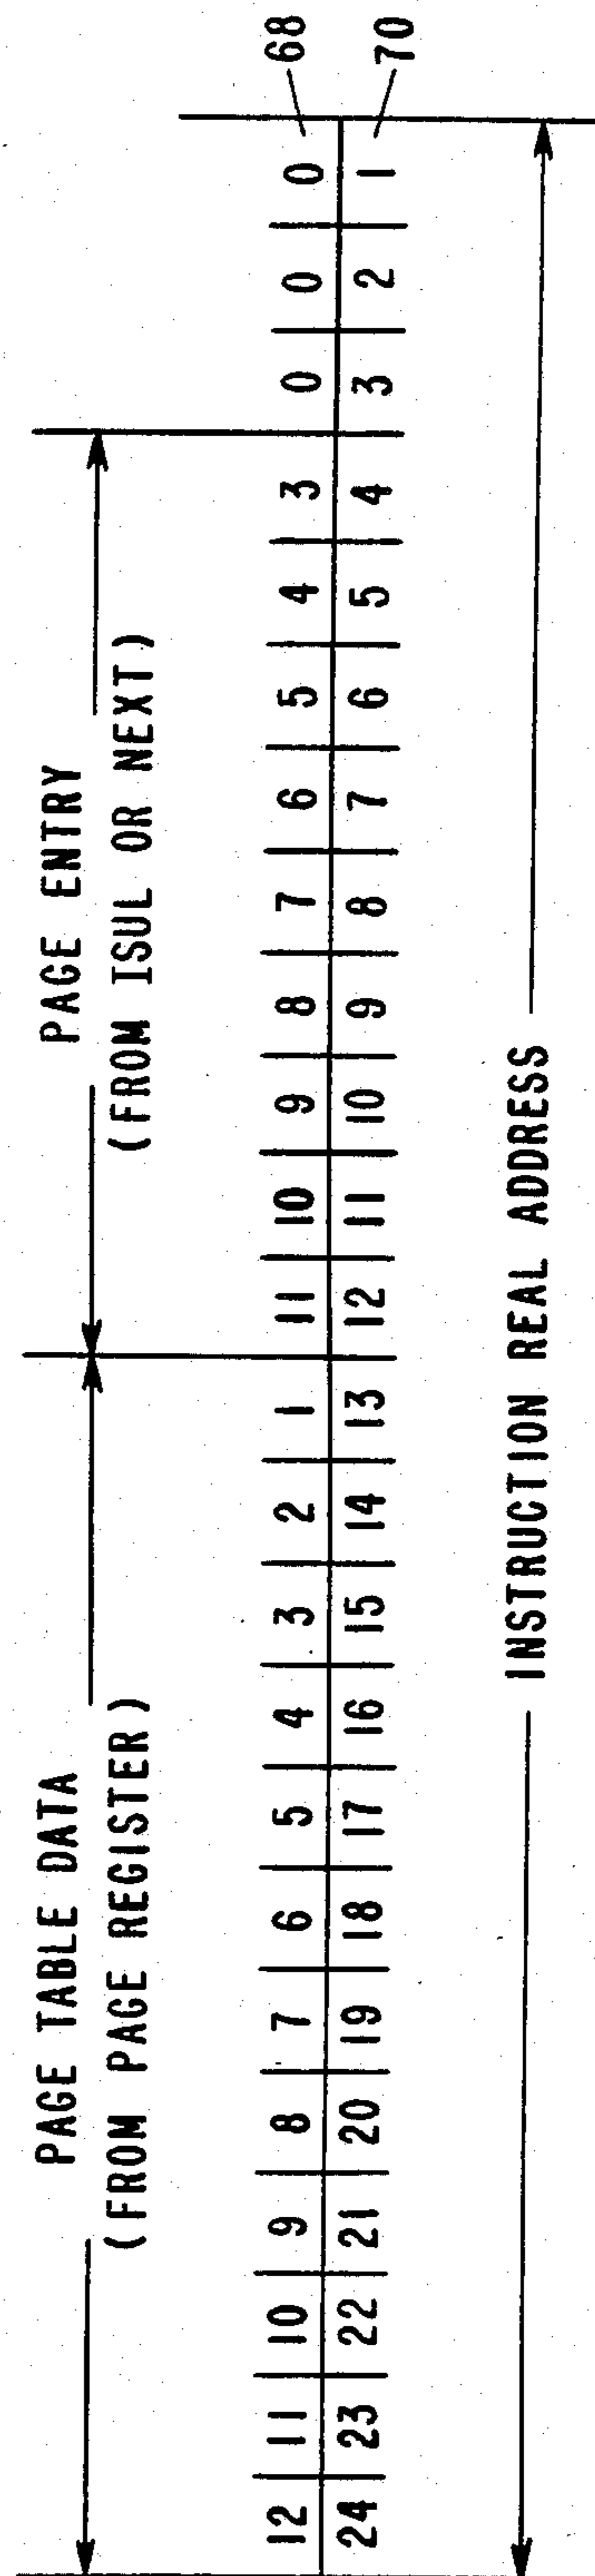 PAGE TABLE DATA
(FROM PAGE REGISTER)
PAGE ENTRY
(FROM ISUL OR NEXT)
12 11 10 9 8 7 6 5 4 3 2 1 11 10 9 8 7 6 5 4 3 0 0 0 68
24 23 22 21 20 19 18 17 16 15 14 13 12 11 10 9 8 7 6 5 4 3 2 1 70
INSTRUCTION REAL ADDRESS